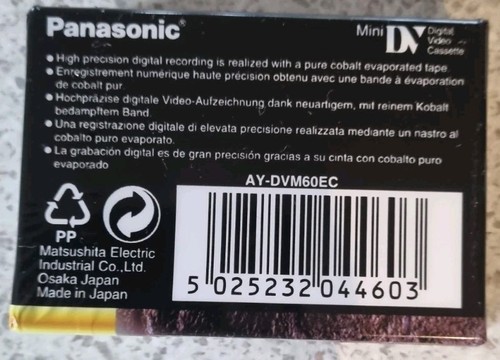 Panasonic
Mini DV Digital
Video
Cassette
• High precision digital recording is realized with a pure cobalt evaporated tape.
• Enregistrement numérique haute précision obtenu avec une bande à évaporation
de cobalt pur.
• Hochpräzise digitale Video-Aufzeichnung dank neuartigem, mit reinem Kobalt
bedampftem Band.
• Una registrazione digitale di elevata precisione realizzata mediante un nastro al
cobalto puro evaporato.
• La grabación digital es de gran precisión gracias a su cinta con cobalto puro
evaporado
AY-DVM60EC
PP
Matsushita Electric
Industrial Co.,Ltd.
Osaka Japan
Made in Japan
5 025232 044603